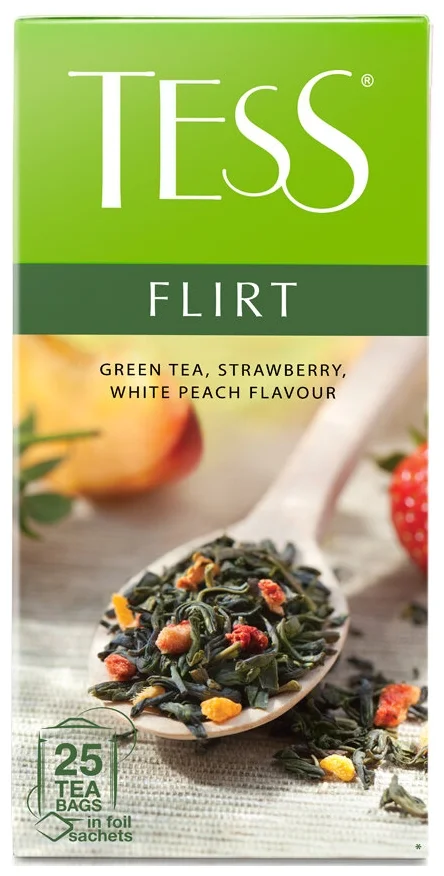 TESS®
FLIRT
GREEN TEA, STRAWBERRY,
WHITE PEACH FLAVOUR
25
TEA
BAGS
in foil
sachets
*